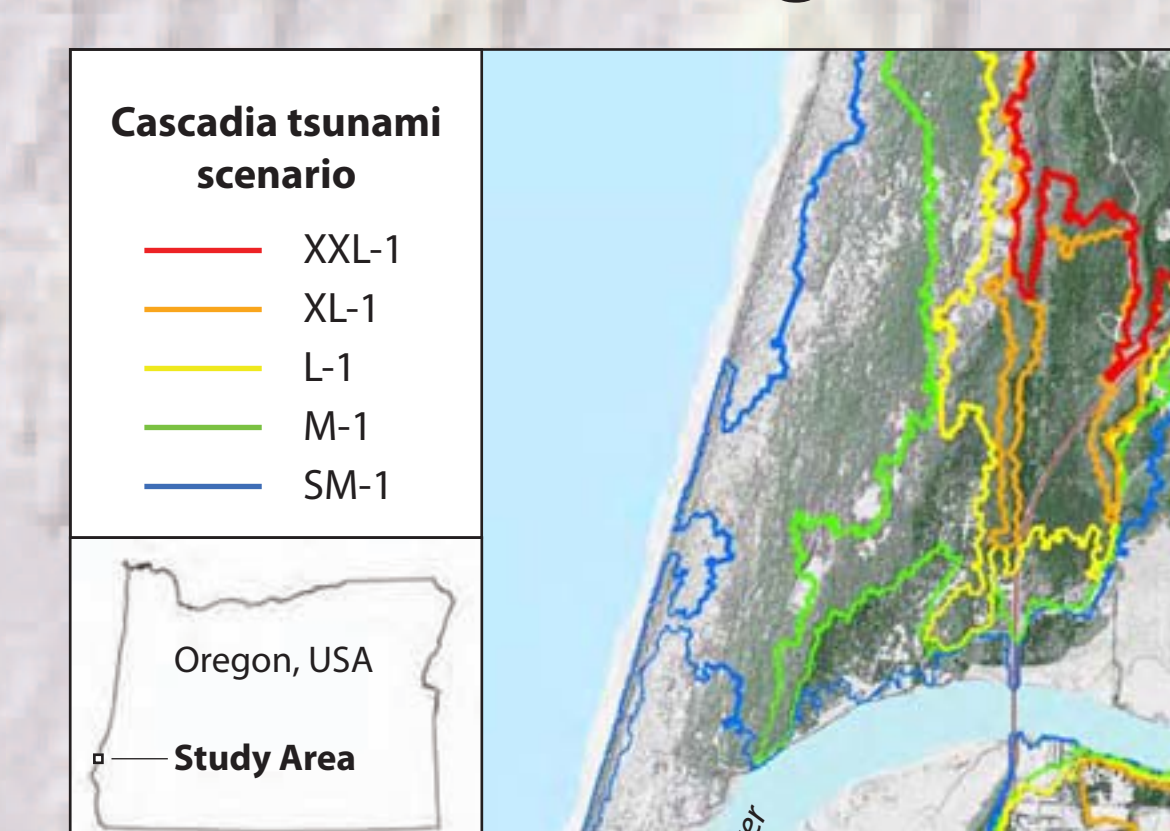 Cascadia tsunami
scenario
XXL-1
XL-1
L-1
M-1
SM-1
Oregon, USA
Study Area